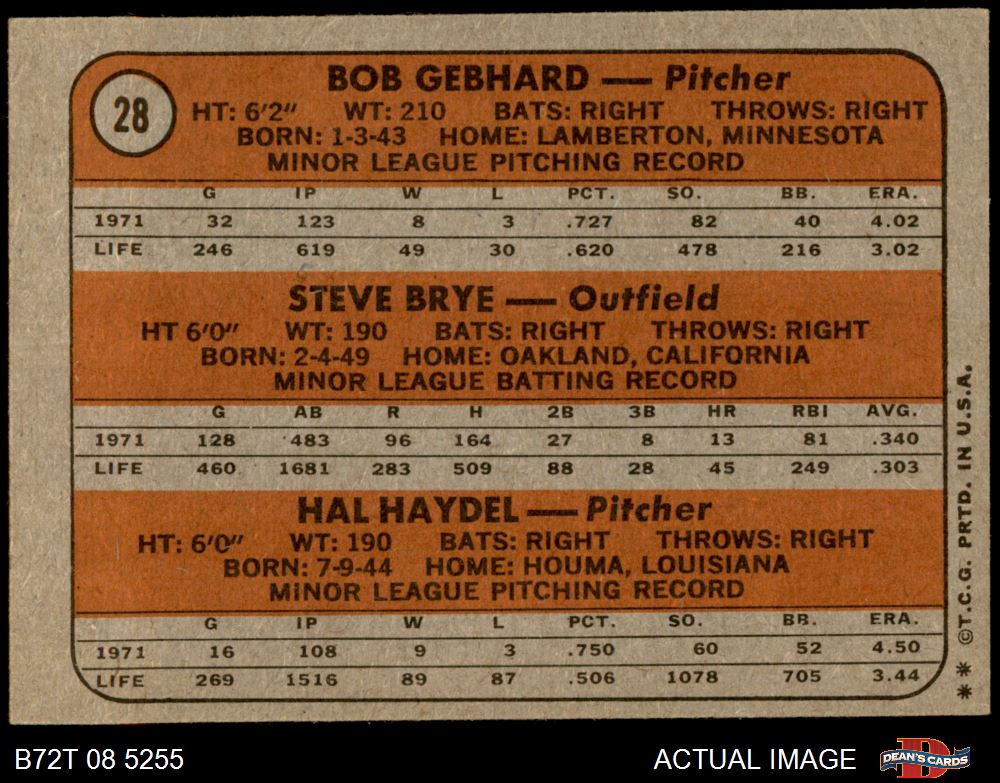 28
BOB GEBHARD — Pitcher
HT: 6'2" WT: 210 BATS: RIGHT THROWS: RIGHT
BORN: 1-3-43 HOME: LAMBERTON, MINNESOTA
MINOR LEAGUE PITCHING RECORD
G IP W L PCT. SO. BB. ERA.
1971 32 123 8 3 .727 82 40 4.02
LIFE 246 619 49 30 .620 478 216 3.02
STEVE BRYE — Outfield
HT 6'0" WT: 190 BATS: RIGHT THROWS: RIGHT
BORN: 2-4-49 HOME: OAKLAND, CALIFORNIA
MINOR LEAGUE BATTING RECORD
G AB R H 2B 3B HR RBI AVG.
1971 128 483 96 164 27 8 13 81 .340
LIFE 460 1681 283 509 88 28 45 249 .303
HAL HAYDEL — Pitcher
HT: 6'0" WT: 190 BATS: RIGHT THROWS: RIGHT
BORN: 7-9-44 HOME: HOUMA, LOUISIANA
MINOR LEAGUE PITCHING RECORD
G IP W L PCT. SO. BB. ERA.
1971 16 108 9 3 .750 60 52 4.50
LIFE 269 1516 89 87 .506 1078 705 3.44
** ©T.C.G. PRTD. IN U.S.A.
B72T 08 5255 ACTUAL IMAGE DEAN'S CARDS